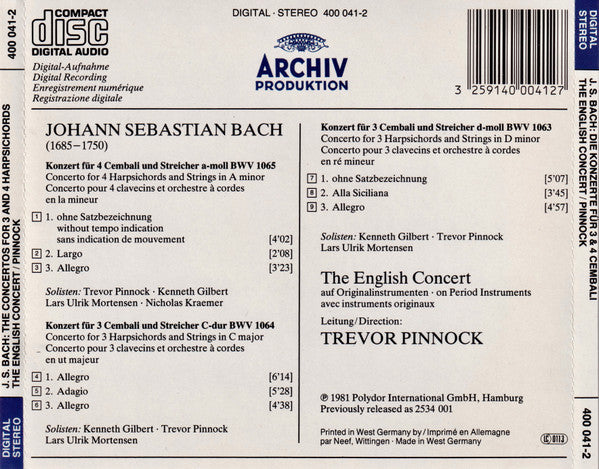 400 041-2
J. S. BACH: THE CONCERTOS FOR 3 AND 4 HARPSICHORDS
THE ENGLISH CONCERT / PINNOCK
DIGITAL
STEREO
COMPACT
disc
DIGITAL AUDIO
Digital-Aufnahme
Digital Recording
Enregistrement numérique
Registrazione digitale
DIGITAL · STEREO 400 041-2
ARCHIV
PRODUKTION
3 259140 004127
JOHANN SEBASTIAN BACH
(1685–1750)
Konzert für 4 Cembali und Streicher a-moll BWV 1065
Concerto for 4 Harpsichords and Strings in A minor
Concerto pour 4 clavecins et orchestre à cordes
en la mineur
1 1. ohne Satzbezeichnung
without tempo indication
sans indication de mouvement [4'02]
2 2. Largo [2'08]
3 3. Allegro [3'23]
Solisten: Trevor Pinnock · Kenneth Gilbert
Lars Ulrik Mortensen · Nicholas Kraemer
Konzert für 3 Cembali und Streicher C-dur BWV 1064
Concerto for 3 Harpsichords and Strings in C major
Concerto pour 3 clavecins et orchestre à cordes
en ut majeur
4 1. Allegro [6'14]
5 2. Adagio [5'28]
6 3. Allegro [4'38]
Solisten: Kenneth Gilbert · Trevor Pinnock
Lars Ulrik Mortensen
Konzert für 3 Cembali und Streicher d-moll BWV 1063
Concerto for 3 Harpsichords and Strings in D minor
Concerto pour 3 clavecins et orchestre à cordes
en ré mineur
7 1. ohne Satzbezeichnung [5'07]
8 2. Alla Siciliana [3'45]
9 3. Allegro [4'57]
Solisten: Kenneth Gilbert · Trevor Pinnock
Lars Ulrik Mortensen
The English Concert
auf Originalinstrumenten · on Period Instruments
avec instruments originaux
Leitung/Direction:
TREVOR PINNOCK
℗ 1981 Polydor International GmbH, Hamburg
Previously released as 2534 001
Printed in West Germany by / Imprimé en Allemagne
par Neef, Wittingen · Made in West Germany
LC 0113
DIGITAL
STEREO
J. S. BACH: DIE KONZERTE FÜR 3 & 4 CEMBALI
THE ENGLISH CONCERT / PINNOCK
400 041-2